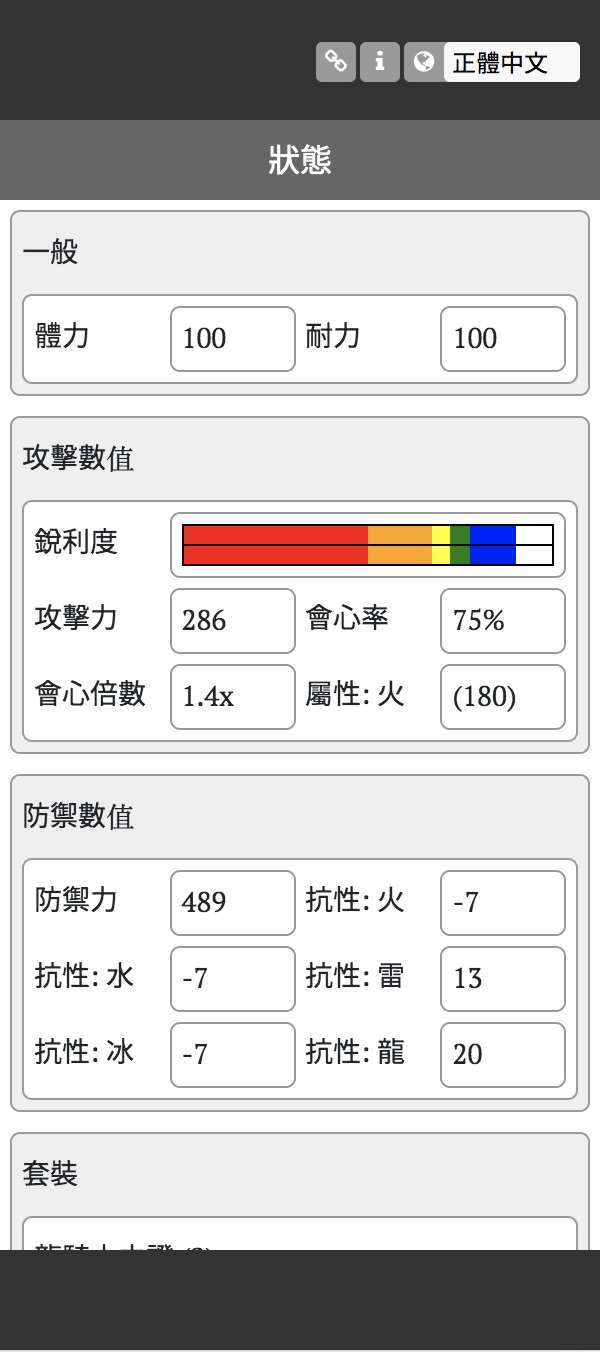 正體中文
狀態
一般
體力 100 耐力 100
攻擊數值
銳利度
攻擊力 286 會心率 75%
會心倍數 1.4x 屬性: 火 (180)
防禦數值
防禦力 489 抗性: 火 -7
抗性: 水 -7 抗性: 雷 13
抗性: 冰 -7 抗性: 龍 20
套裝